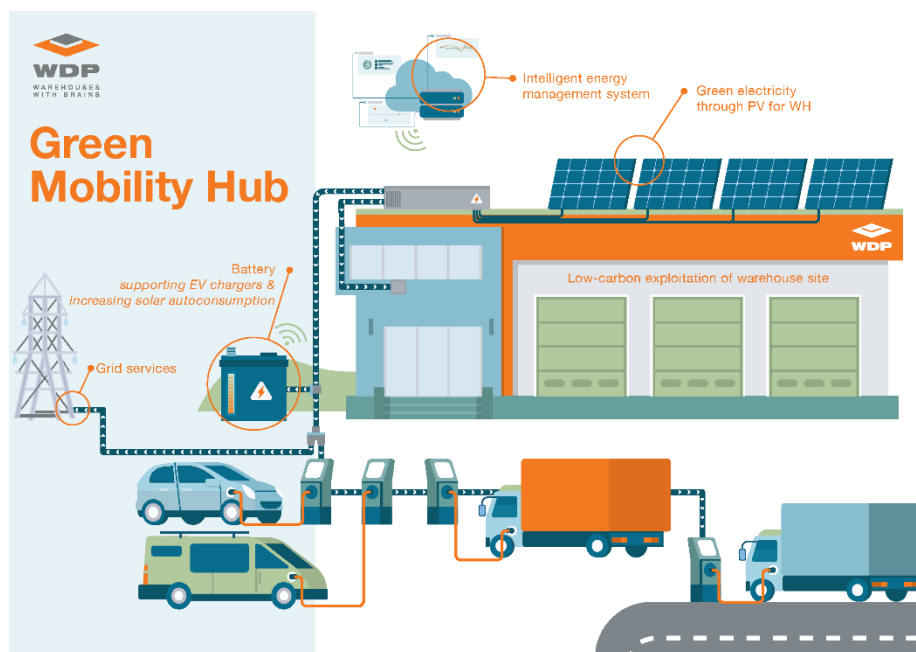 WDP
WAREHOUSES
WITH BRAINS
Green
Mobility Hub
Intelligent energy
management system
Green electricity
through PV for WH
WDP
Battery
supporting EV chargers &
increasing solar autoconsumption
Low-carbon exploitation of warehouse site
Grid services